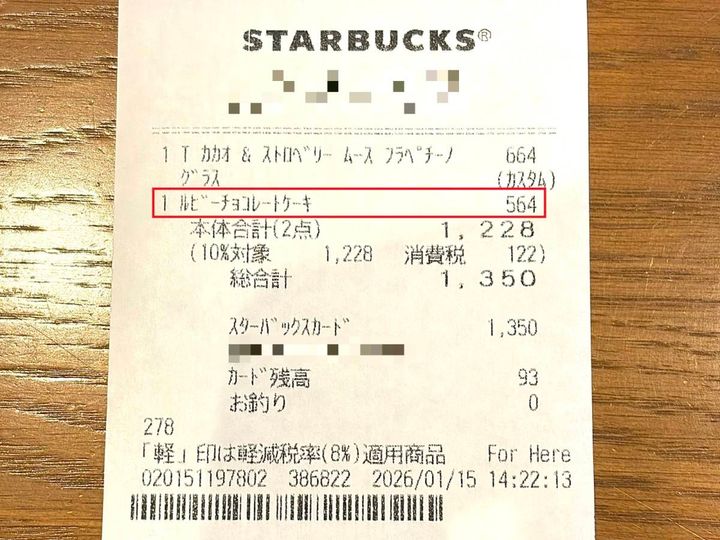 STARBUCKS®
1 T カカオ & ストロベリー ムース フラペチーノ 664
グラス (カスタム)
1 ルビーチョコレートケーキ 564
本体合計(2点) 1,228
(10%対象 1,228 消費税 122)
総合計 1,350
スターバックスカード 1,350
カード残高 93
お釣り 0
278
「軽」印は軽減税率(8%)適用商品 For Here
020151197802 386822 2026/01/15 14:22:13